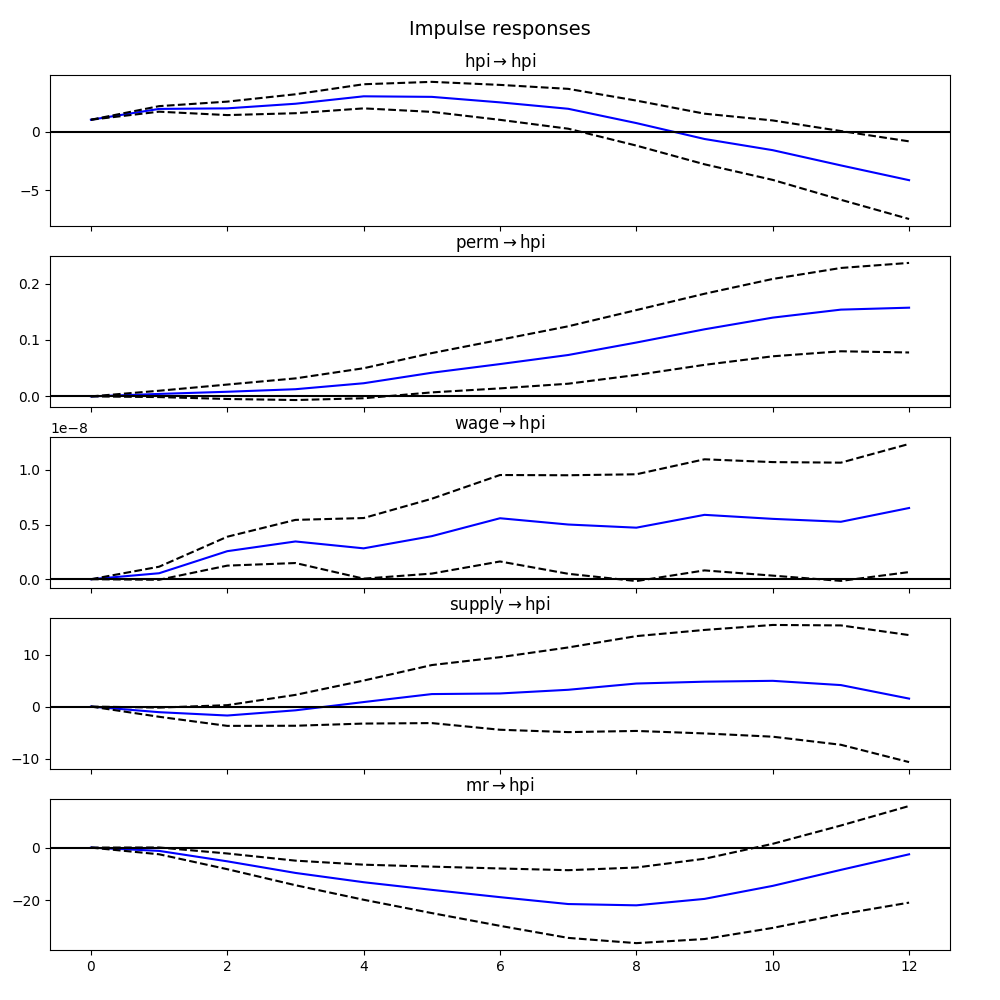 Impulse responses
hpi → hpi
0
−5
perm → hpi
0.2
0.1
0.0
1e−8
wage → hpi
1.0
0.5
0.0
supply → hpi
10
0
−10
mr → hpi
0
−20
0 2 4 6 8 10 12